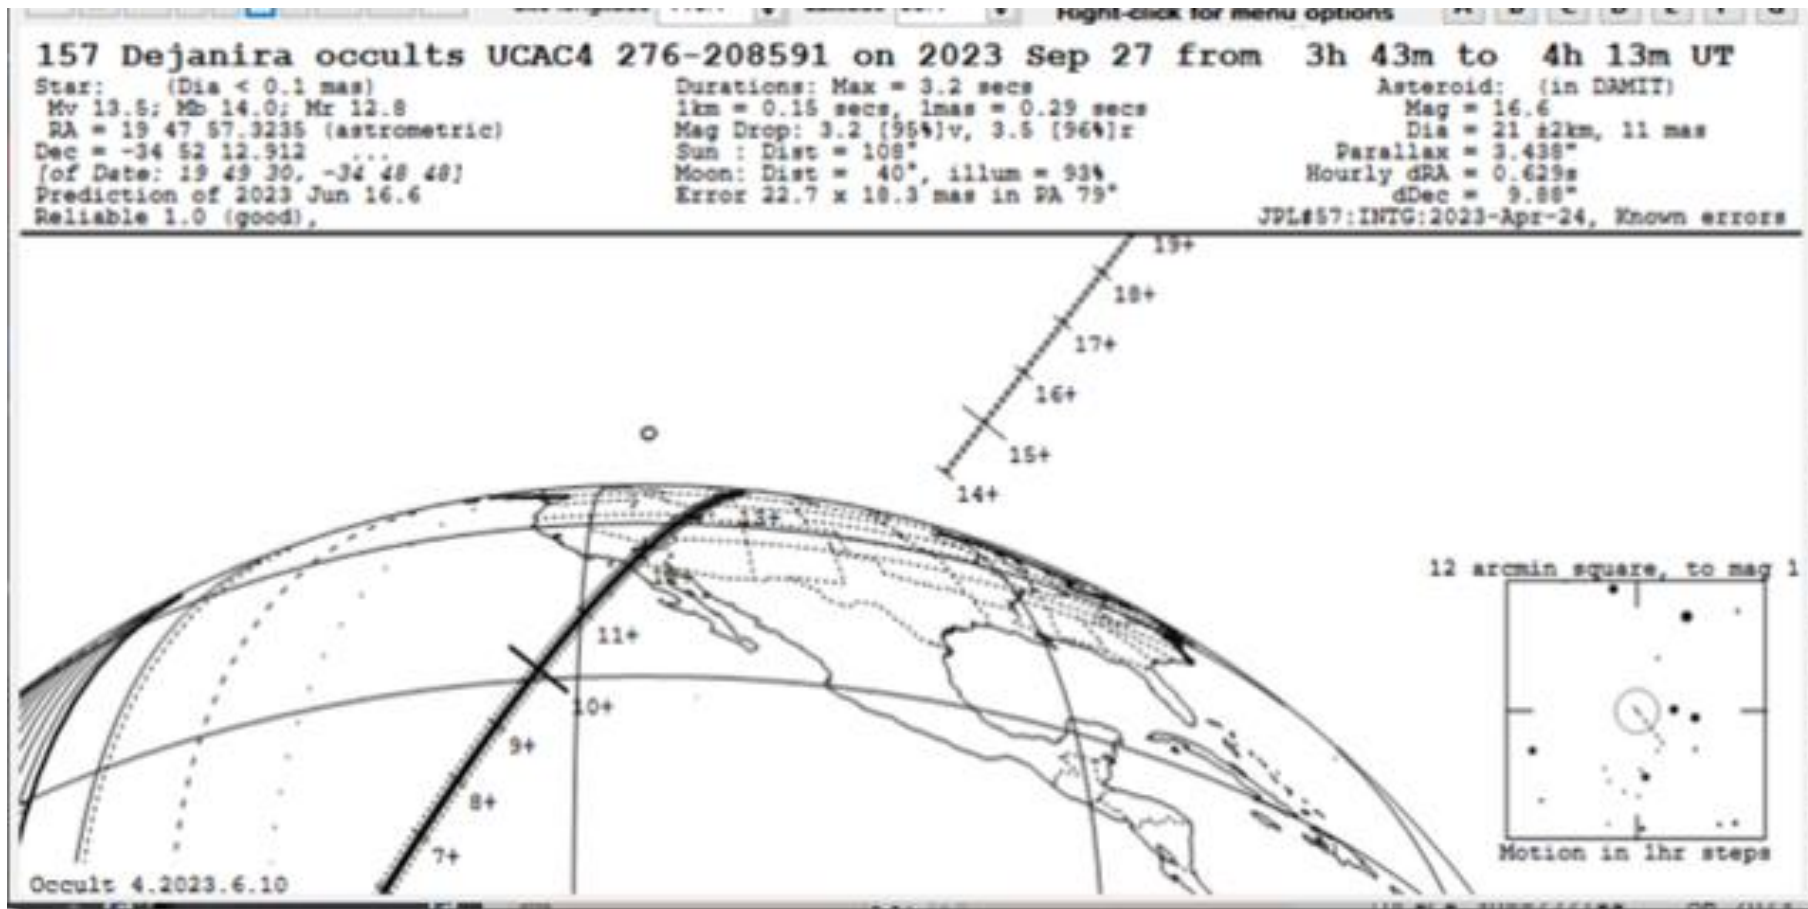 Right-click for menu options
157 Dejanira occults UCAC4 276-208591 on 2023 Sep 27 from 3h 43m to 4h 13m UT
Star: (Dia < 0.1 mas)
Mv 13.5; Mb 14.0; Mr 12.8
RA = 19 47 57.3235 (astrometric)
Dec = -34 52 12.912 ...
[of Date: 19 49 30, -34 48 48]
Prediction of 2023 Jun 16.6
Reliable 1.0 (good),
Durations: Max = 3.2 secs
1km = 0.15 secs, 1mas = 0.29 secs
Mag Drop: 3.2 [95%]v, 3.5 [96%]r
Sun : Dist = 108°
Moon: Dist = 40°, illum = 93%
Error 22.7 x 18.3 mas in PA 79°
Asteroid: (in DAMIT)
Mag = 16.6
Dia = 21 ±2km, 11 mas
Parallax = 3.438"
Hourly dRA = 0.629s
dDec = 9.88"
JPL#57:INTG:2023-Apr-24, Known errors
19+
18+
17+
16+
15+
14+
13+
11+
10+
9+
8+
7+
12 arcmin square, to mag 1
Motion in 1hr steps
Occult 4.2023.6.10